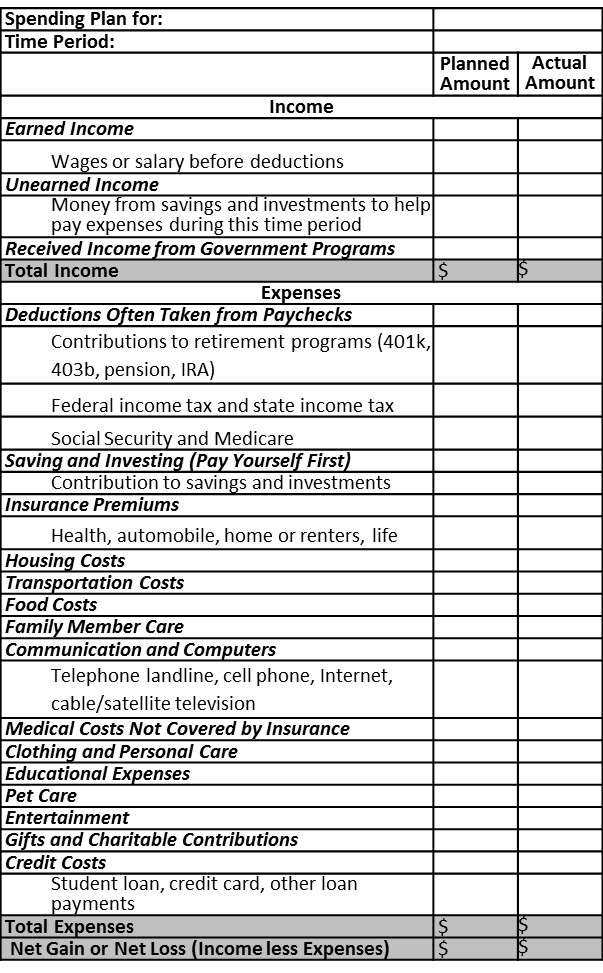 Spending Plan for:
Time Period:
Planned Amount
Actual Amount
Income
Earned Income
Wages or salary before deductions
Unearned Income
Money from savings and investments to help
pay expenses during this time period
Received Income from Government Programs
Total Income $ $
Expenses
Deductions Often Taken from Paychecks
Contributions to retirement programs (401k,
403b, pension, IRA)
Federal income tax and state income tax
Social Security and Medicare
Saving and Investing (Pay Yourself First)
Contribution to savings and investments
Insurance Premiums
Health, automobile, home or renters, life
Housing Costs
Transportation Costs
Food Costs
Family Member Care
Communication and Computers
Telephone landline, cell phone, Internet,
cable/satellite television
Medical Costs Not Covered by Insurance
Clothing and Personal Care
Educational Expenses
Pet Care
Entertainment
Gifts and Charitable Contributions
Credit Costs
Student loan, credit card, other loan
payments
Total Expenses $ $
Net Gain or Net Loss (Income less Expenses) $ $